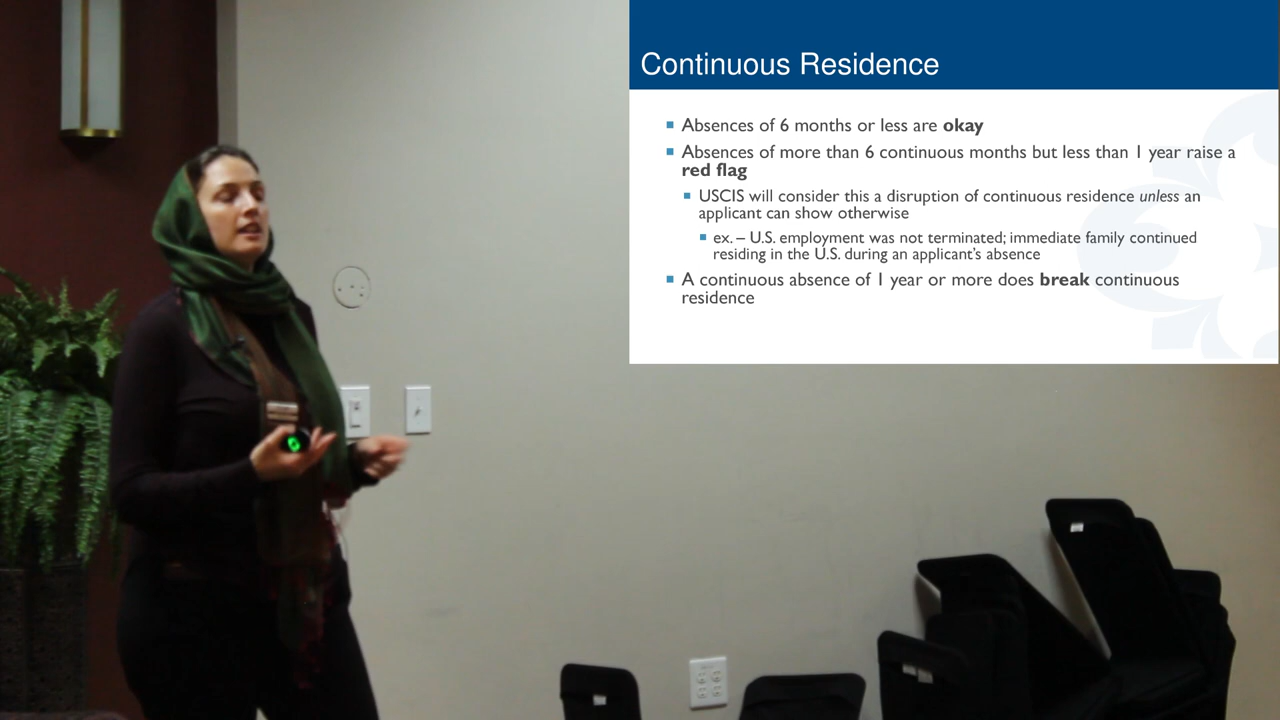 Continuous Residence
Absences of 6 months or less are okay
Absences of more than 6 continuous months but less than 1 year raise a
red flag
USCIS will consider this a disruption of continuous residence unless an
applicant can show otherwise
ex. – U.S. employment was not terminated; immediate family continued
residing in the U.S. during an applicant's absence
A continuous absence of 1 year or more does break continuous
residence